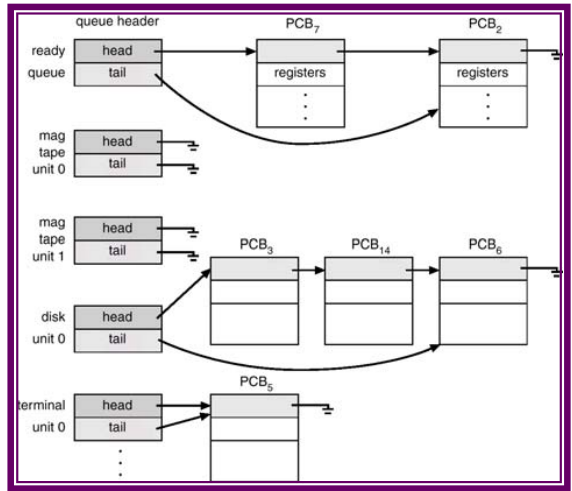 queue header PCB7 PCB2
ready head
queue tail registers registers
mag head
tape tail
unit 0
mag head
tape tail
unit 1
PCB3 PCB14 PCB6
disk head
unit 0 tail
PCB5
terminal head
unit 0 tail